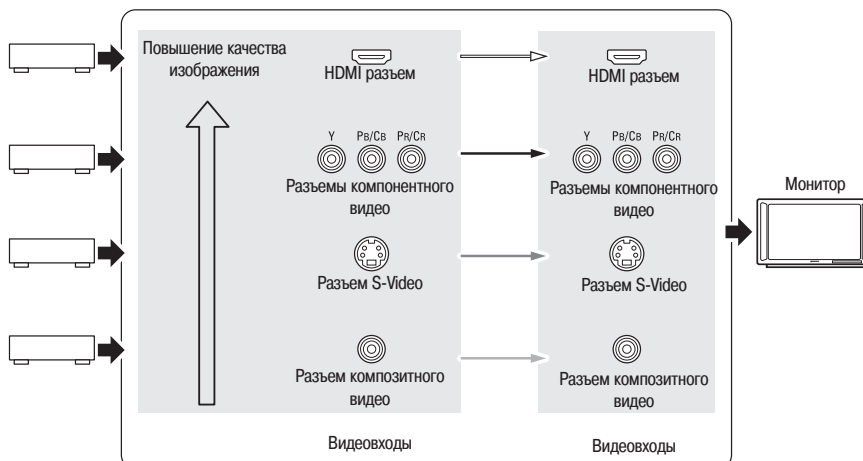 Повышение качества
изображения
HDMI разъем
HDMI разъем
Y PB/CB PR/CR
Y PB/CB PR/CR
Разъемы компонентного
видео
Разъемы компонентного
видео
Монитор
Разъем S-Video
Разъем S-Video
Разъем композитного
видео
Разъем композитного
видео
Видеовходы
Видеовходы